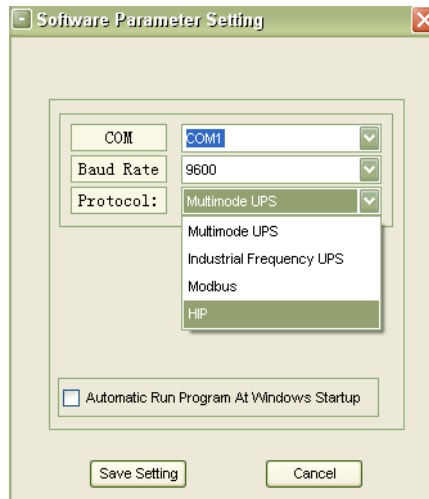 Software Parameter Setting
COM COM1
Baud Rate 9600
Protocol: Multimode UPS
Multimode UPS
Industrial Frequency UPS
Modbus
HIP
Automatic Run Program At Windows Startup
Save Setting Cancel